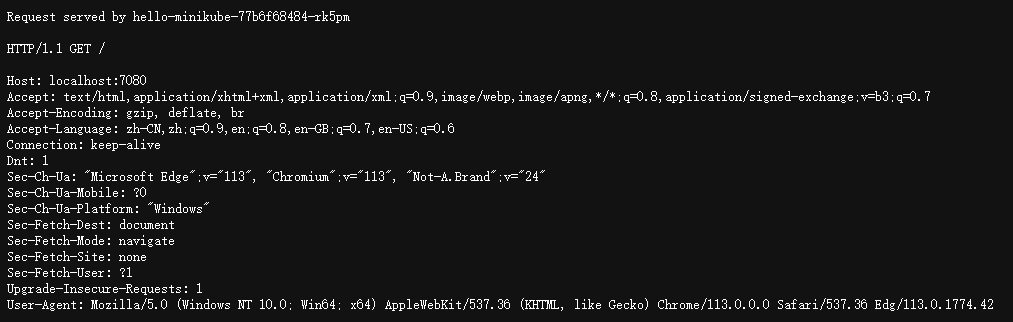 Request served by hello-minikube-77b6f68484-rk5pm
HTTP/1.1 GET /
Host: localhost:7080
Accept: text/html,application/xhtml+xml,application/xml;q=0.9,image/webp,image/apng,*/*;q=0.8,application/signed-exchange;v=b3;q=0.7
Accept-Encoding: gzip, deflate, br
Accept-Language: zh-CN,zh;q=0.9,en;q=0.8,en-GB;q=0.7,en-US;q=0.6
Connection: keep-alive
Dnt: 1
Sec-Ch-Ua: "Microsoft Edge";v="113", "Chromium";v="113", "Not-A.Brand";v="24"
Sec-Ch-Ua-Mobile: ?0
Sec-Ch-Ua-Platform: "Windows"
Sec-Fetch-Dest: document
Sec-Fetch-Mode: navigate
Sec-Fetch-Site: none
Sec-Fetch-User: ?1
Upgrade-Insecure-Requests: 1
User-Agent: Mozilla/5.0 (Windows NT 10.0; Win64; x64) AppleWebKit/537.36 (KHTML, like Gecko) Chrome/113.0.0.0 Safari/537.36 Edg/113.0.1774.42